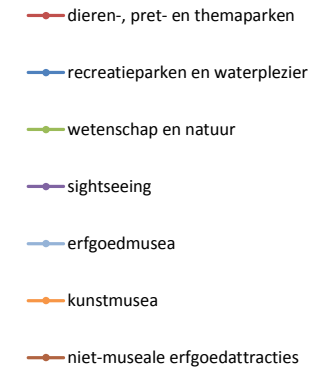 dieren-, pret- en themaparken
recreatieparken en waterplezier
wetenschap en natuur
sightseeing
erfgoedmusea
kunstmusea
niet-museale erfgoedattracties